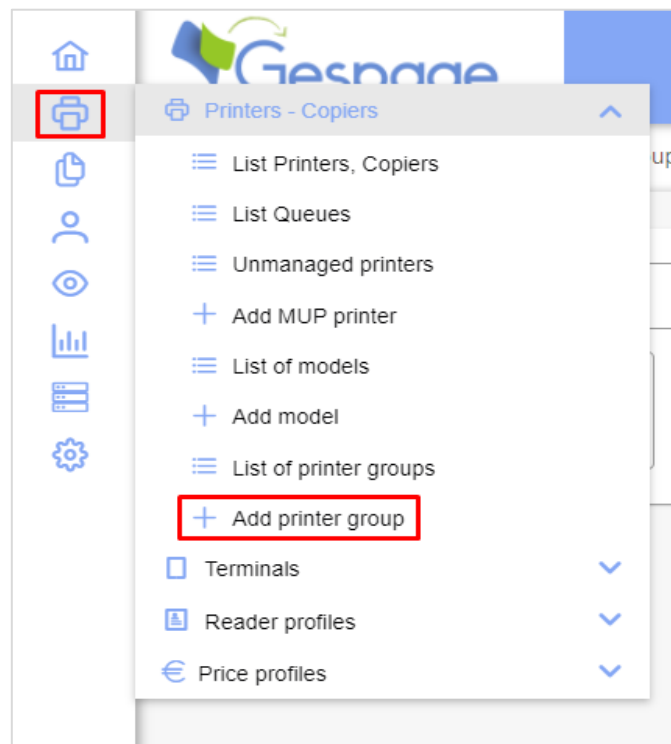 Gespage
Printers - Copiers
up
List Printers, Copiers
List Queues
Unmanaged printers
Add MUP printer
List of models
Add model
List of printer groups
Add printer group
Terminals
Reader profiles
Price profiles